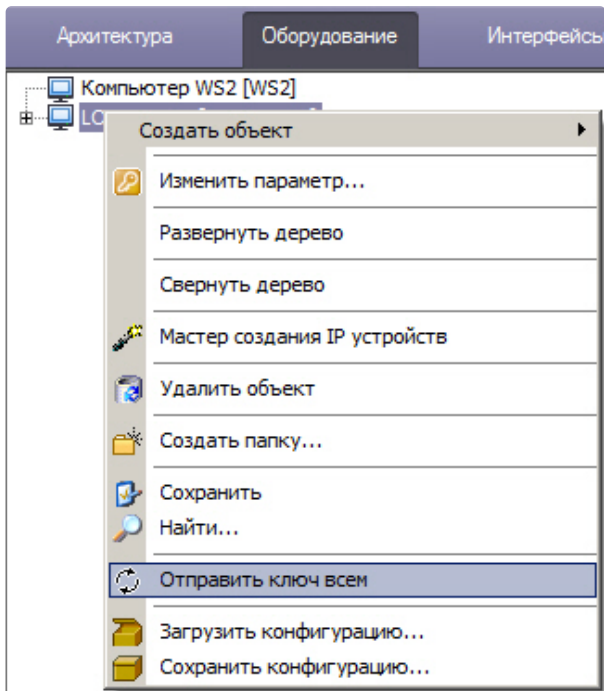 Архитектура Оборудование Интерфейсы
Компьютер WS2 [WS2]
LO
Создать объект
Изменить параметр...
Развернуть дерево
Свернуть дерево
Мастер создания IP устройств
Удалить объект
Создать папку...
Сохранить
Найти...
Отправить ключ всем
Загрузить конфигурацию...
Сохранить конфигурацию...